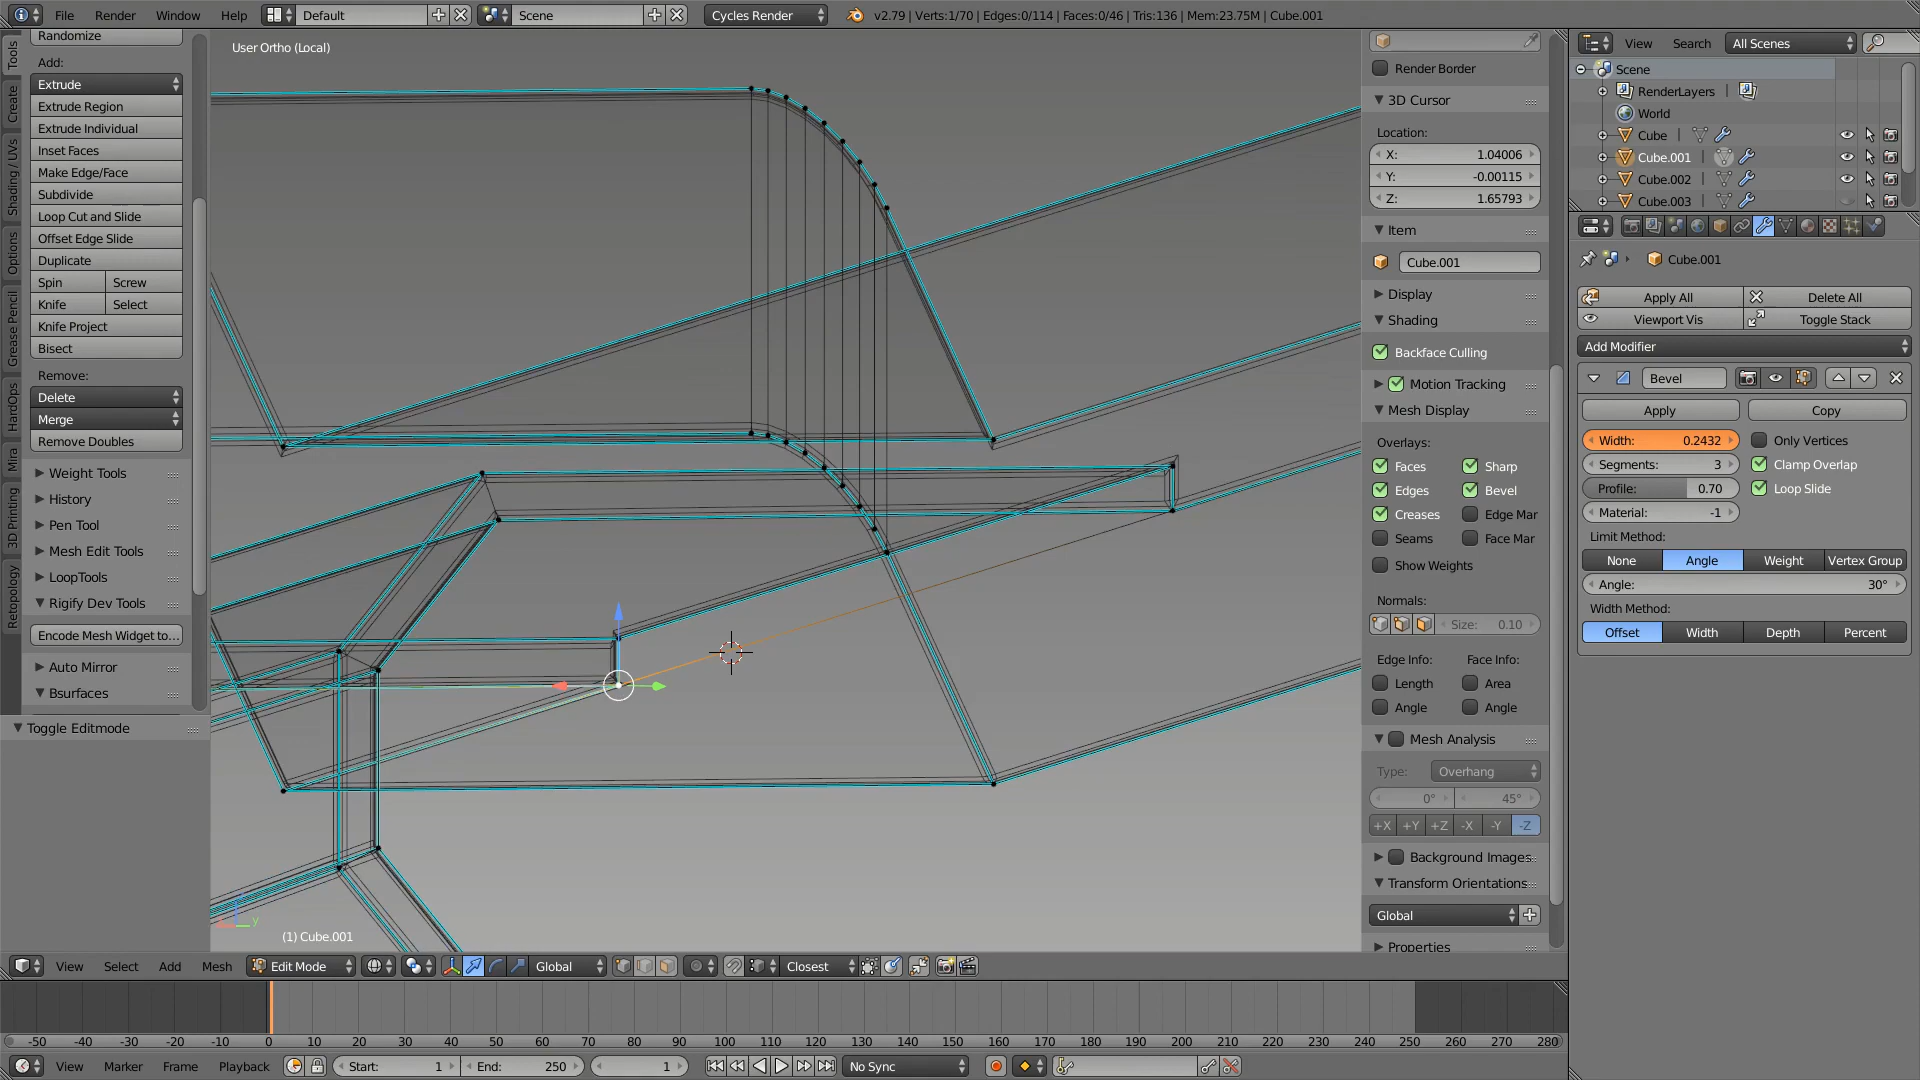 File Render Window Help Default Scene Cycles Render v2.79 | Verts:1/70 | Edges:0/114 | Faces:0/46 | Tris:136 | Mem:23.75M | Cube.001
Randomize
Add:
Extrude
Extrude Region
Extrude Individual
Inset Faces
Make Edge/Face
Subdivide
Loop Cut and Slide
Offset Edge Slide
Duplicate
Spin Screw
Knife Select
Knife Project
Bisect
Remove:
Delete
Merge
Remove Doubles
Weight Tools
History
Pen Tool
Mesh Edit Tools
LoopTools
Rigify Dev Tools
Encode Mesh Widget to...
Auto Mirror
Bsurfaces
Toggle Editmode
Tools
Create
Shading / UVs
Options
Grease Pencil
HardOps
Mira
3D Printing
Retopology
User Ortho (Local)
y
(1) Cube.001
Render Border
3D Cursor
Location:
X: 1.04006
Y: -0.00115
Z: 1.65793
Item
Cube.001
Display
Shading
Backface Culling
Motion Tracking
Mesh Display
Overlays:
Faces Sharp
Edges Bevel
Creases Edge Mar
Seams Face Mar
Show Weights
Normals:
Size: 0.10
Edge Info: Face Info:
Length Area
Angle Angle
Mesh Analysis
Type: Overhang
0° 45°
+X +Y +Z -X -Y -Z
Background Images
Transform Orientations
Global
Properties
View Search All Scenes
Scene
RenderLayers
World
Cube
Cube.001
Cube.002
Cube.003
Cube.001
Apply All Delete All
Viewport Vis Toggle Stack
Add Modifier
Bevel
Apply Copy
Width: 0.2432 Only Vertices
Segments: 3 Clamp Overlap
Profile: 0.70 Loop Slide
Material: -1
Limit Method:
None Angle Weight Vertex Group
Angle: 30°
Width Method:
Offset Width Depth Percent
View Select Add Mesh Edit Mode Global Closest
-50 -40 -30 -20 -10 0 10 20 30 40 50 60 70 80 90 100 110 120 130 140 150 160 170 180 190 200 210 220 230 240 250 260 270 280
View Marker Frame Playback Start: 1 End: 250 1 No Sync